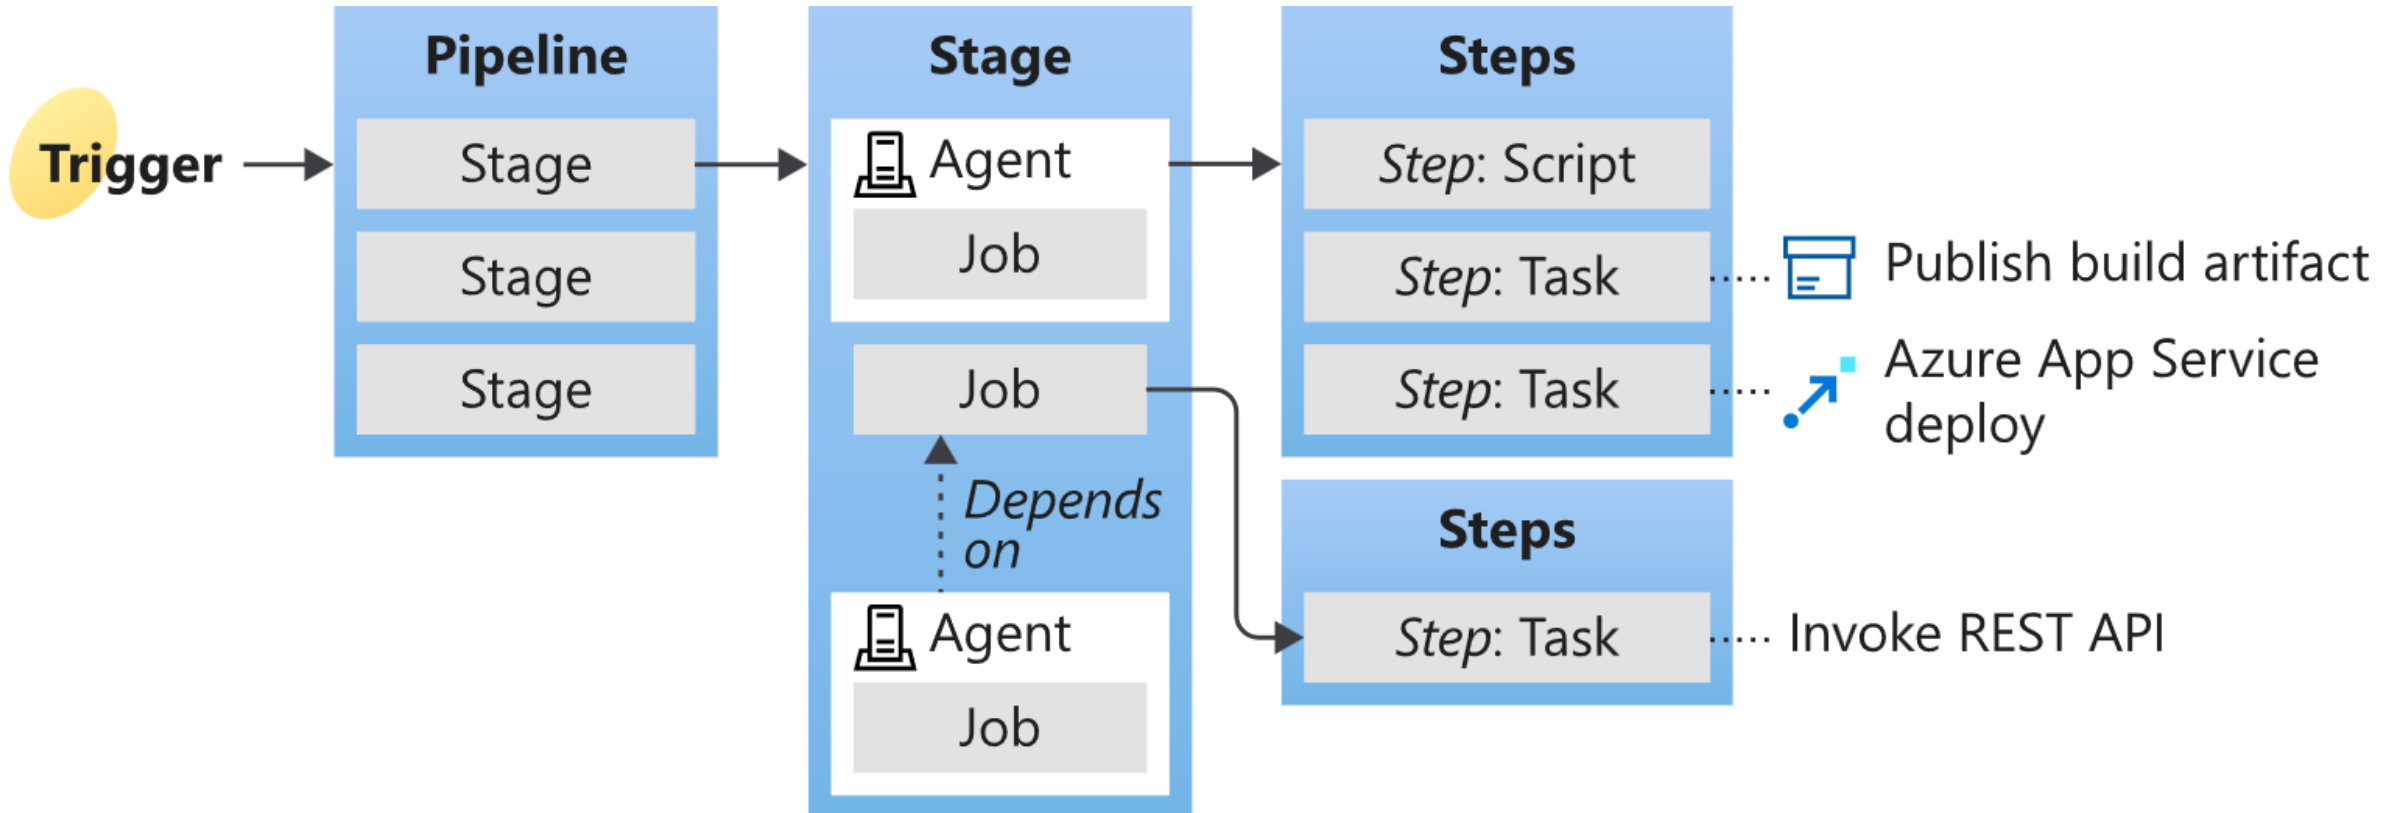 Trigger
Pipeline
Stage
Stage
Stage
Stage
Agent
Job
Job
Depends
on
Agent
Job
Steps
Step: Script
Step: Task
Publish build artifact
Step: Task
Azure App Service
deploy
Steps
Step: Task
Invoke REST API